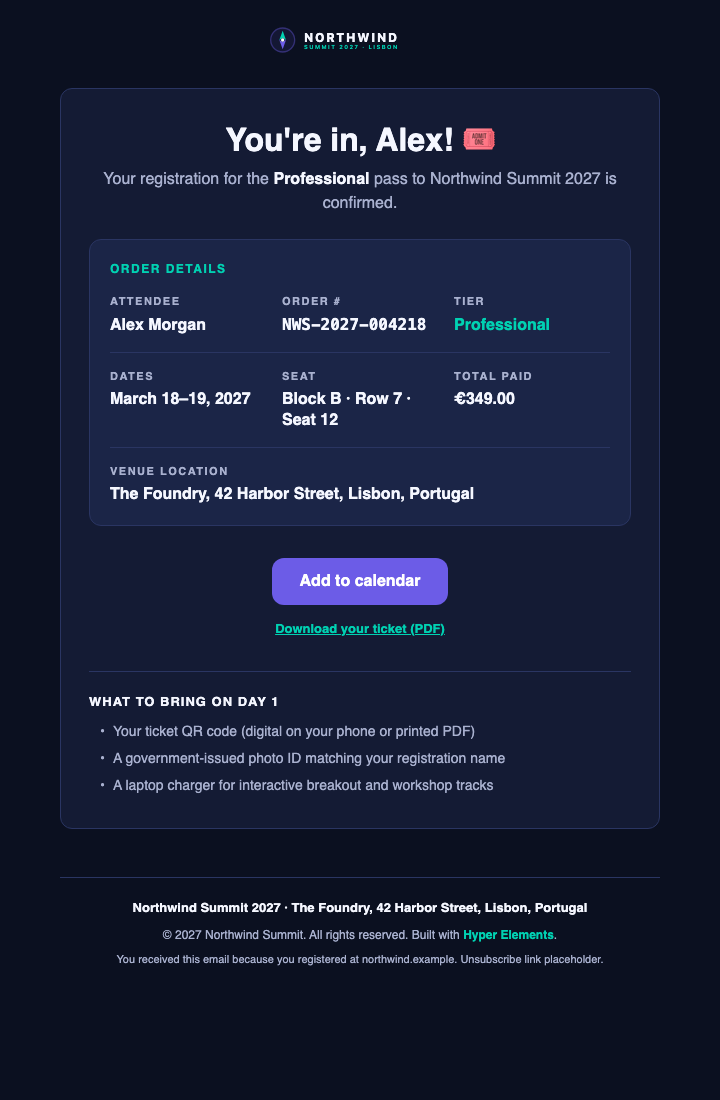 NORTHWIND
SUMMIT 2027 · LISBON
You're in, Alex!
ADMIT
ONE
Your registration for the Professional pass to Northwind Summit 2027 is
confirmed.
ORDER DETAILS
ATTENDEE ORDER # TIER
Alex Morgan NWS-2027-004218 Professional
DATES SEAT TOTAL PAID
March 18–19, 2027 Block B · Row 7 · €349.00
Seat 12
VENUE LOCATION
The Foundry, 42 Harbor Street, Lisbon, Portugal
Add to calendar
Download your ticket (PDF)
WHAT TO BRING ON DAY 1
• Your ticket QR code (digital on your phone or printed PDF)
• A government-issued photo ID matching your registration name
• A laptop charger for interactive breakout and workshop tracks
Northwind Summit 2027 · The Foundry, 42 Harbor Street, Lisbon, Portugal
© 2027 Northwind Summit. All rights reserved. Built with Hyper Elements.
You received this email because you registered at northwind.example. Unsubscribe link placeholder.